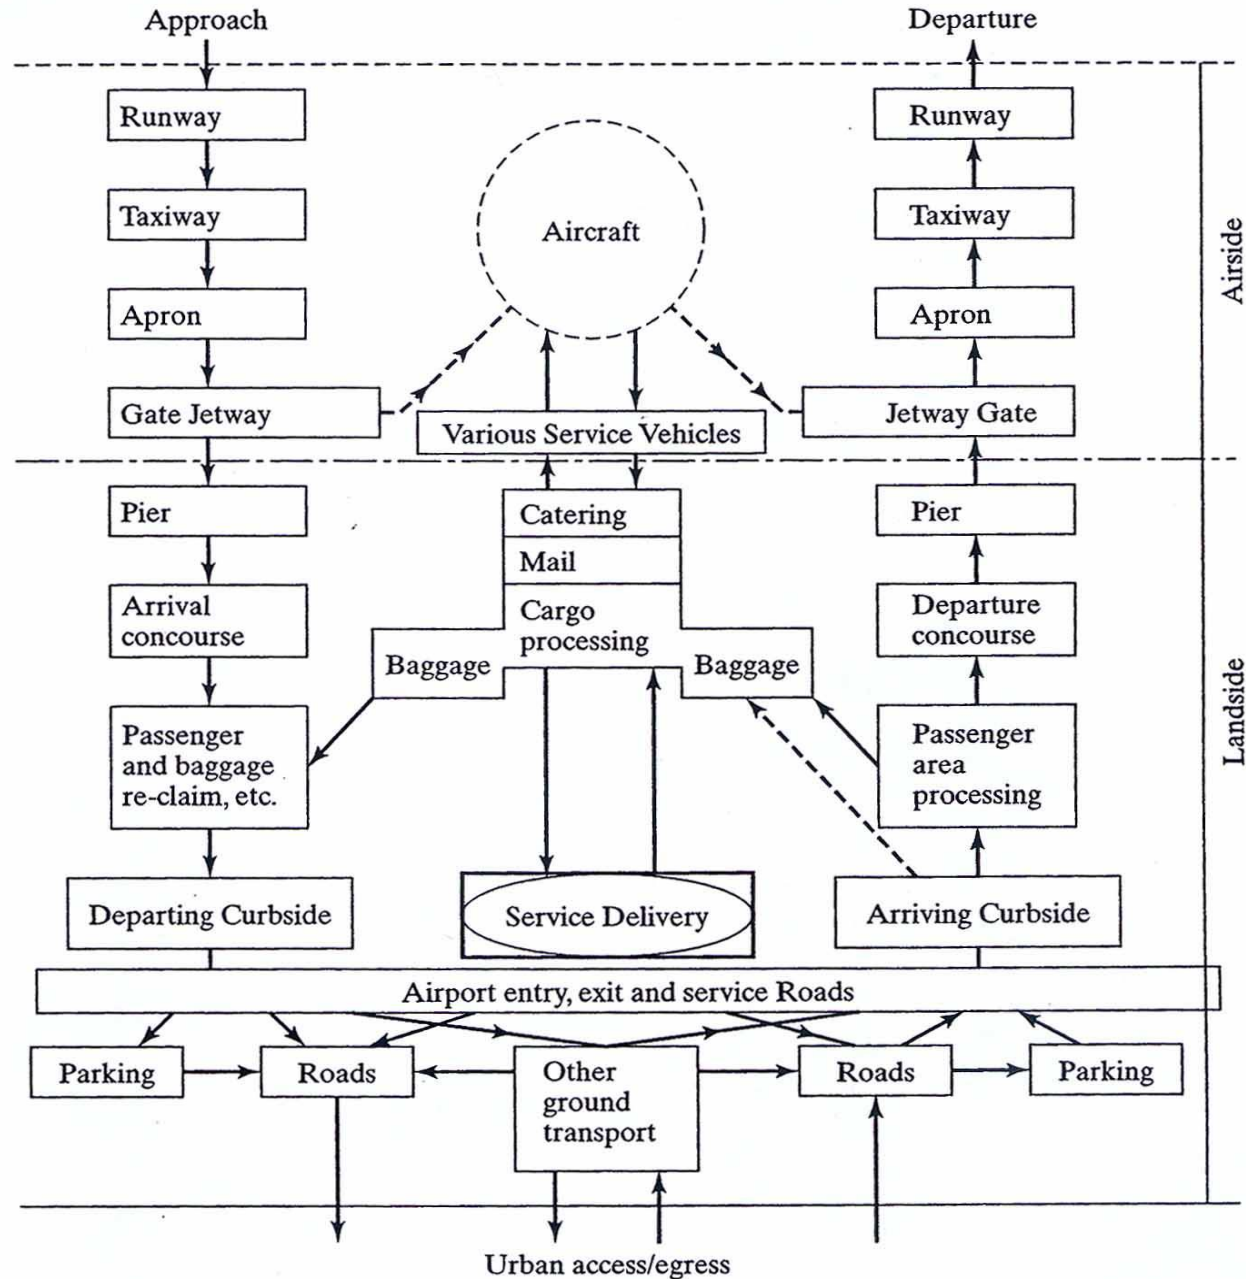 Approach
Departure
Runway
Runway
Taxiway
Taxiway
Aircraft
Airside
Apron
Apron
Gate Jetway
Various Service Vehicles
Jetway Gate
Pier
Catering
Pier
Mail
Arrival
concourse
Cargo
processing
Departure
concourse
Baggage
Baggage
Landside
Passenger
and baggage
re-claim, etc.
Passenger
area
processing
Departing Curbside
Service Delivery
Arriving Curbside
Airport entry, exit and service Roads
Parking
Roads
Other
ground
transport
Roads
Parking
Urban access/egress